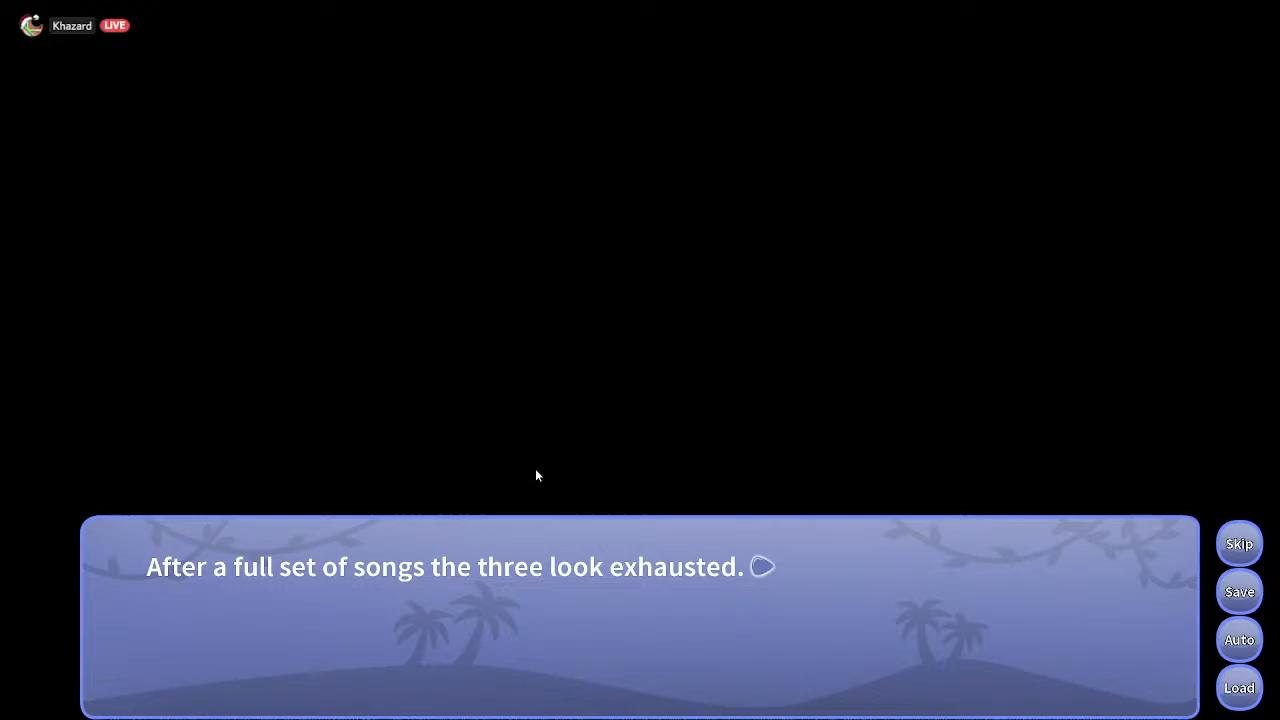 Khazard LIVE
After a full set of songs the three look exhausted.
Skip
Save
Auto
Load